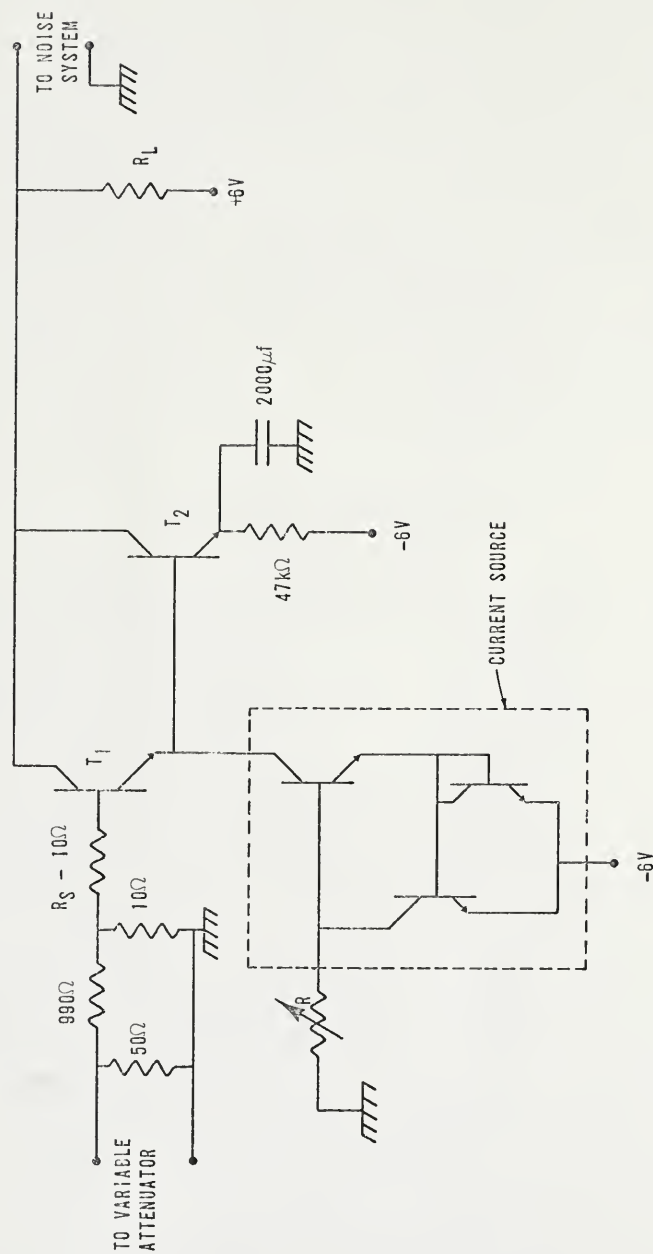 TO NOISE
SYSTEM
R_L
+6V
2000μf
T_2
47kΩ
-6V
T_1
R_S - 10Ω
10Ω
990Ω
50Ω
TO VARIABLE
ATTENUATOR
R
CURRENT SOURCE
-6V